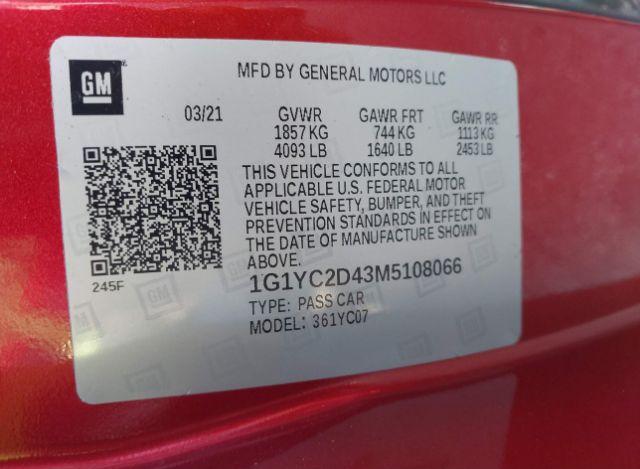 GM
MFD BY GENERAL MOTORS LLC
03/21 GVWR GAWR FRT GAWR RR
1857 KG 744 KG 1113 KG
4093 LB 1640 LB 2453 LB
THIS VEHICLE CONFORMS TO ALL
APPLICABLE U.S. FEDERAL MOTOR
VEHICLE SAFETY, BUMPER, AND THEFT
PREVENTION STANDARDS IN EFFECT ON
THE DATE OF MANUFACTURE SHOWN
ABOVE.
245F 1G1YC2D43M5108066
TYPE: PASS CAR
MODEL: 361YC07